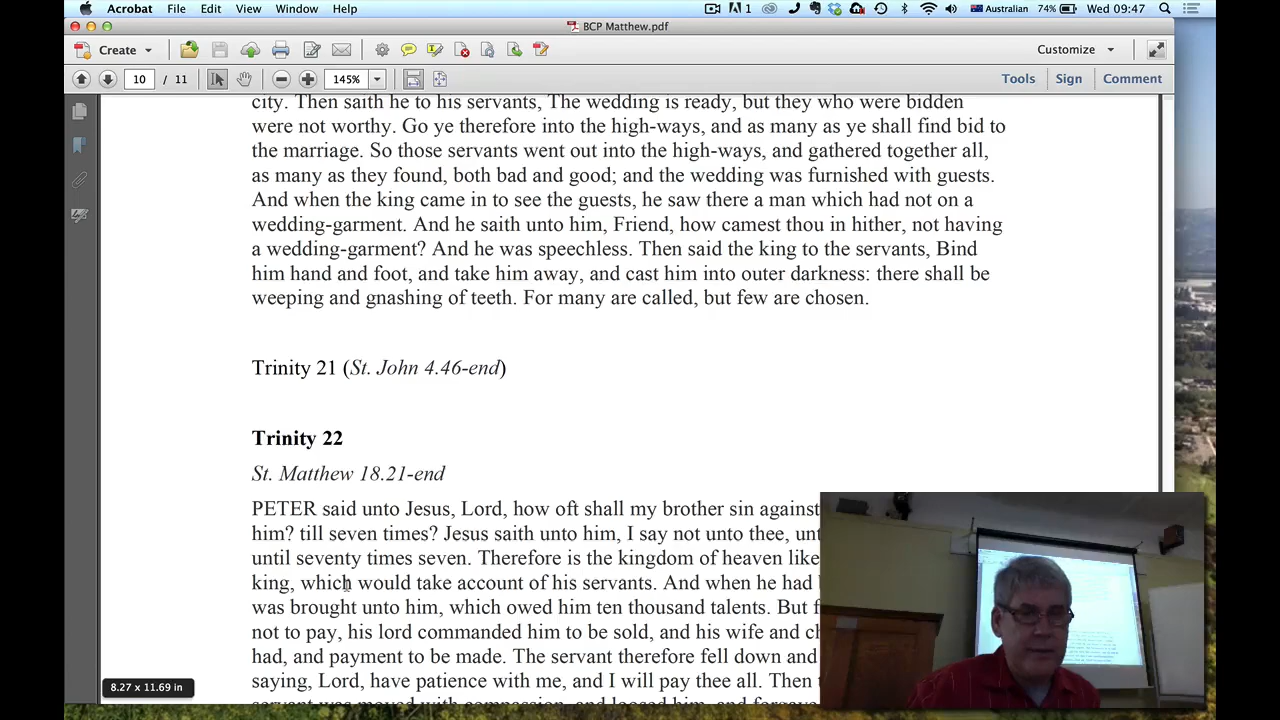 Acrobat File Edit View Window Help 1 Australian 74% Wed 09:47
BCP Matthew.pdf
Create Customize
10 / 11 145% Tools Sign Comment
city. Then saith he to his servants, The wedding is ready, but they who were bidden
were not worthy. Go ye therefore into the high-ways, and as many as ye shall find bid to
the marriage. So those servants went out into the high-ways, and gathered together all,
as many as they found, both bad and good; and the wedding was furnished with guests.
And when the king came in to see the guests, he saw there a man which had not on a
wedding-garment. And he saith unto him, Friend, how camest thou in hither, not having
a wedding-garment? And he was speechless. Then said the king to the servants, Bind
him hand and foot, and take him away, and cast him into outer darkness: there shall be
weeping and gnashing of teeth. For many are called, but few are chosen.
Trinity 21 (St. John 4.46-end)
Trinity 22
St. Matthew 18.21-end
PETER said unto Jesus, Lord, how oft shall my brother sin against
him? till seven times? Jesus saith unto him, I say not unto thee,
until seventy times seven. Therefore is the kingdom of heaven
king, which would take account of his servants. And when he had
was brought unto him, which owed him ten thousand talents. But
not to pay, his lord commanded him to be sold, and his wife and
had, and payment to be made. The servant therefore fell down
saying, Lord, have patience with me, and I will pay thee all. Then
servant was moved with compassion, and loosed him, and
8.27 x 11.69 in